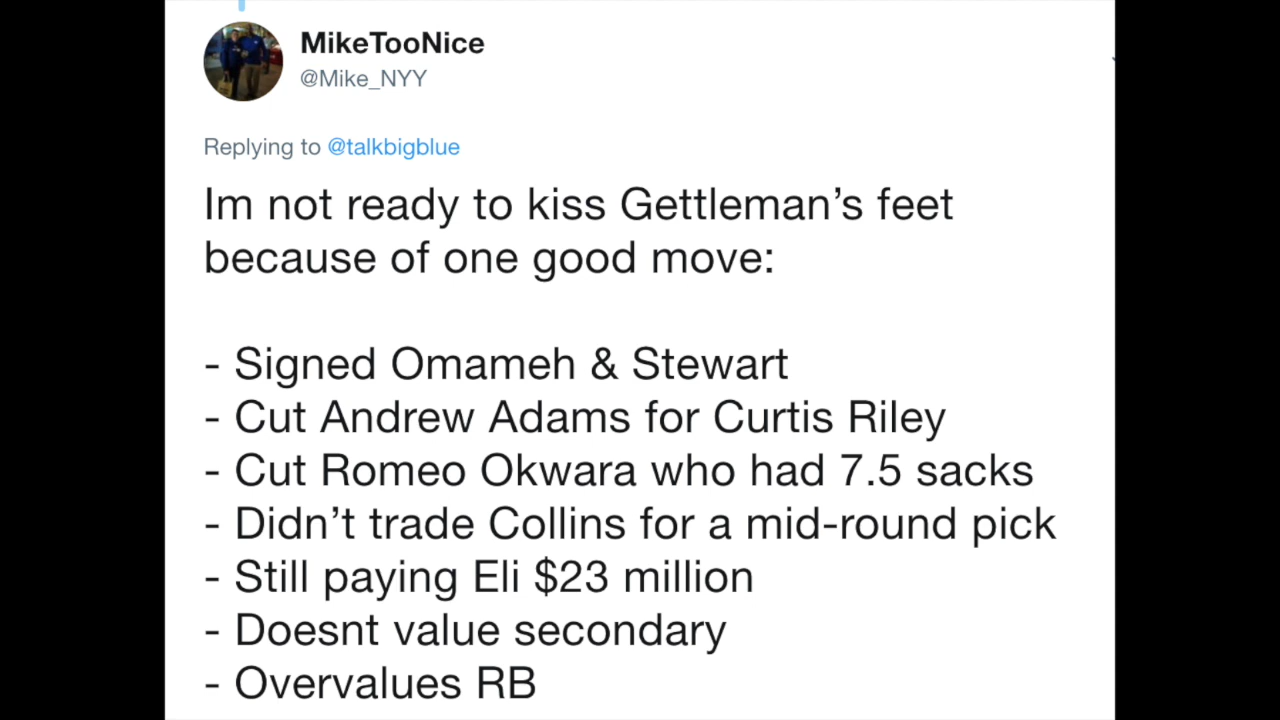 MikeTooNice
@Mike_NYY
Replying to @talkbigblue
Im not ready to kiss Gettleman’s feet
because of one good move:
- Signed Omameh & Stewart
- Cut Andrew Adams for Curtis Riley
- Cut Romeo Okwara who had 7.5 sacks
- Didn’t trade Collins for a mid-round pick
- Still paying Eli $23 million
- Doesnt value secondary
- Overvalues RB